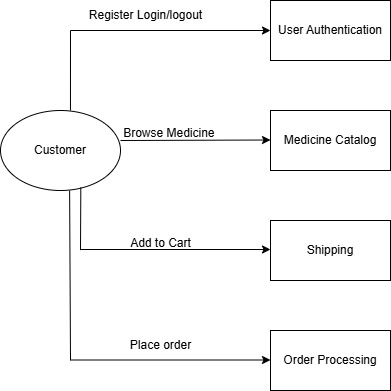 Register Login/logout
User Authentication
Browse Medicine
Medicine Catalog
Customer
Add to Cart
Shipping
Place order
Order Processing